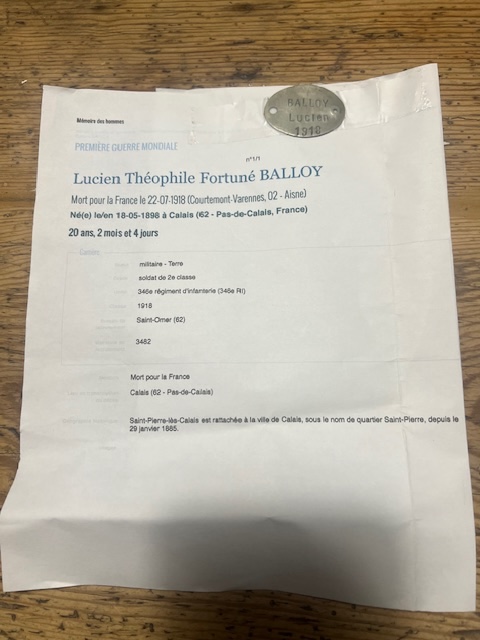 BALLOY
Lucien
1918
Mémoire des hommes
PREMIÈRE GUERRE MONDIALE
n°1/1
Lucien Théophile Fortuné BALLOY
Mort pour la France le 22-07-1918 (Courtemont-Varennes, 02 - Aisne)
Né(e) le/en 18-05-1898 à Calais (62 - Pas-de-Calais, France)
20 ans, 2 mois et 4 jours
Carrière
militaire - Terre
soldat de 2e classe
346e régiment d'infanterie (346e RI)
1918
Saint-Omer (62)
3482
Mort pour la France
Calais (62 - Pas-de-Calais)
Saint-Pierre-lès-Calais est rattachée à la ville de Calais, sous le nom de quartier Saint-Pierre, depuis le
29 janvier 1885.